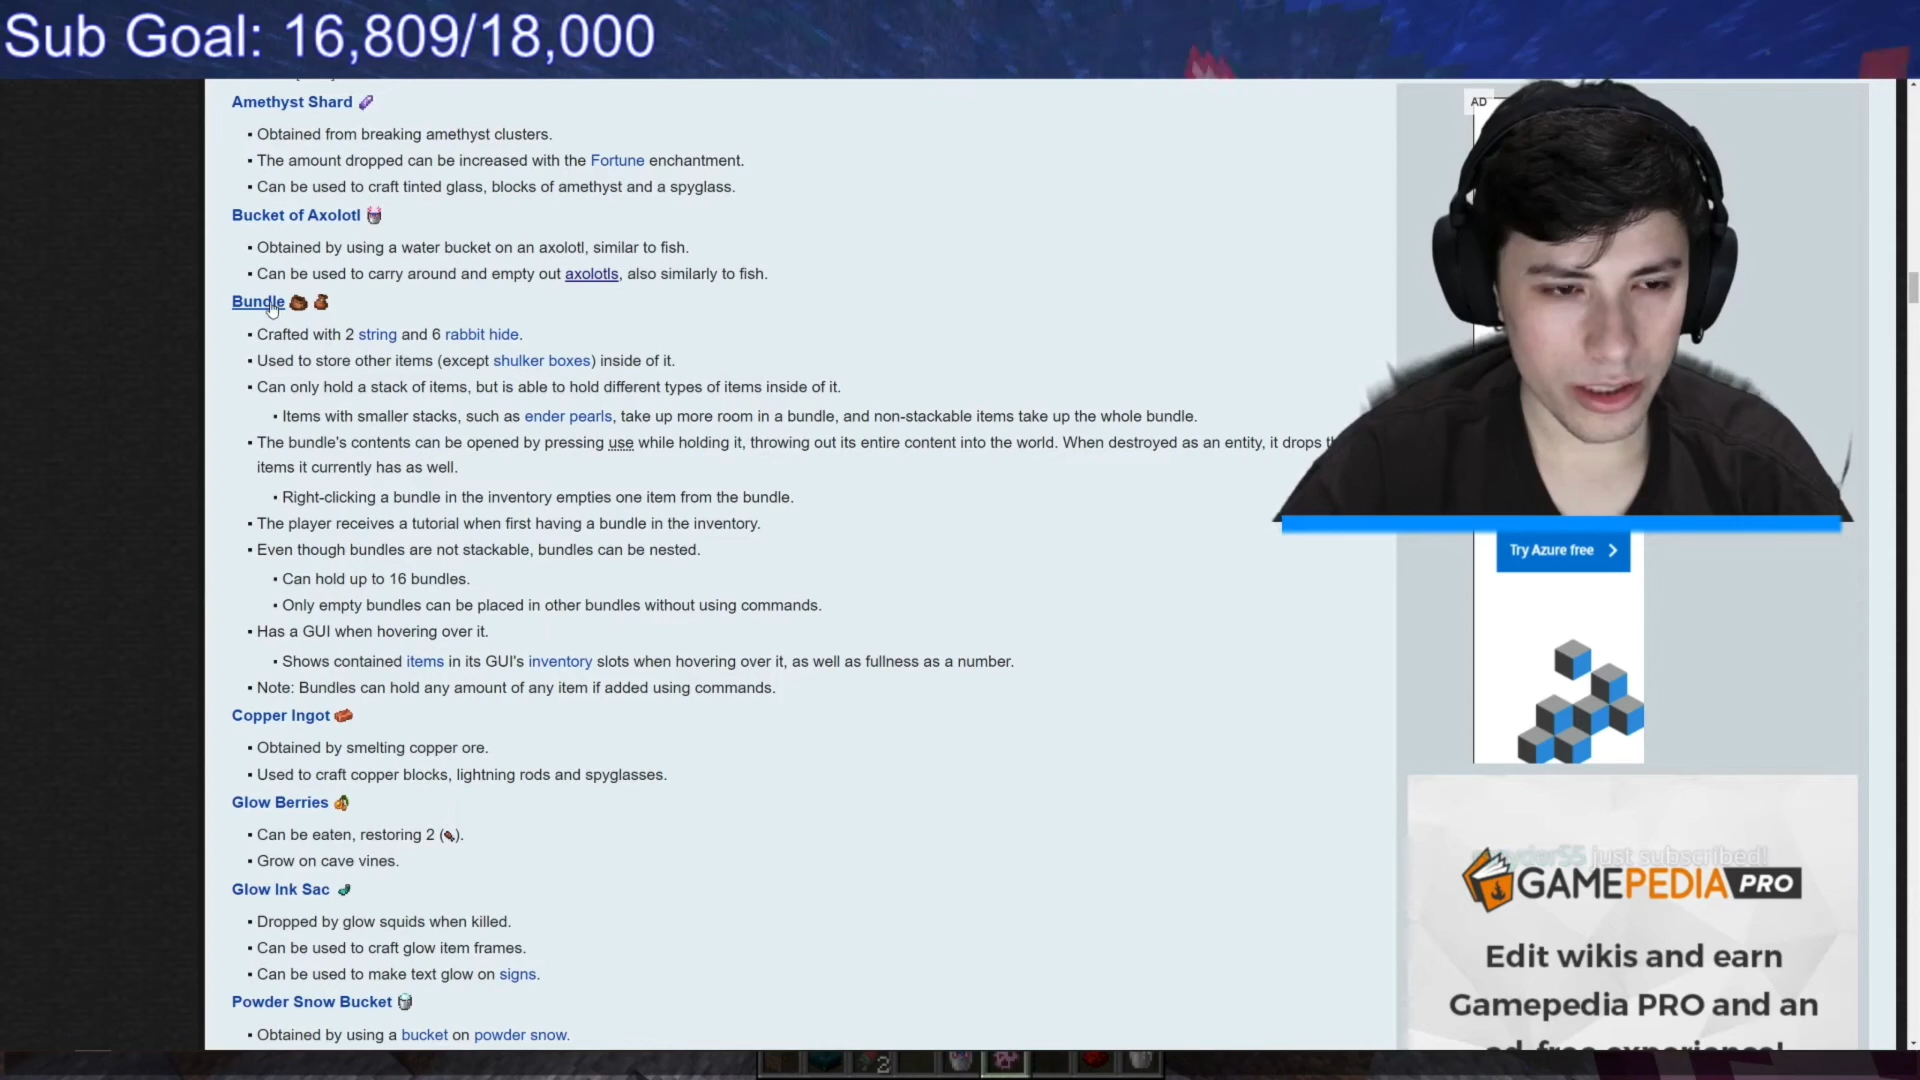 Sub Goal: 16,809/18,000
Amethyst Shard
Obtained from breaking amethyst clusters.
The amount dropped can be increased with the Fortune enchantment.
Can be used to craft tinted glass, blocks of amethyst and a spyglass.
Bucket of Axolotl
Obtained by using a water bucket on an axolotl, similar to fish.
Can be used to carry around and empty out axolotls, also similarly to fish.
Bundle
Crafted with 2 string and 6 rabbit hide.
Used to store other items (except shulker boxes) inside of it.
Can only hold a stack of items, but is able to hold different types of items inside of it.
Items with smaller stacks, such as ender pearls, take up more room in a bundle, and non-stackable items take up the whole bundle.
The bundle's contents can be opened by pressing use while holding it, throwing out its entire content into the world. When destroyed as an entity, it drops
items it currently has as well.
Right-clicking a bundle in the inventory empties one item from the bundle.
The player receives a tutorial when first having a bundle in the inventory.
Even though bundles are not stackable, bundles can be nested.
Can hold up to 16 bundles.
Only empty bundles can be placed in other bundles without using commands.
Has a GUI when hovering over it.
Shows contained items in its GUI's inventory slots when hovering over it, as well as fullness as a number.
Note: Bundles can hold any amount of any item if added using commands.
Copper Ingot
Obtained by smelting copper ore.
Used to craft copper blocks, lightning rods and spyglasses.
Glow Berries
Can be eaten, restoring 2 ( ).
Grow on cave vines.
Glow Ink Sac
Dropped by glow squids when killed.
Can be used to craft glow item frames.
Can be used to make text glow on signs.
Powder Snow Bucket
Obtained by using a bucket on powder snow.
AD
Try Azure free
just subscribed!
GAMEPEDIA PRO
Edit wikis and earn
Gamepedia PRO and an
ad-free experience!
2